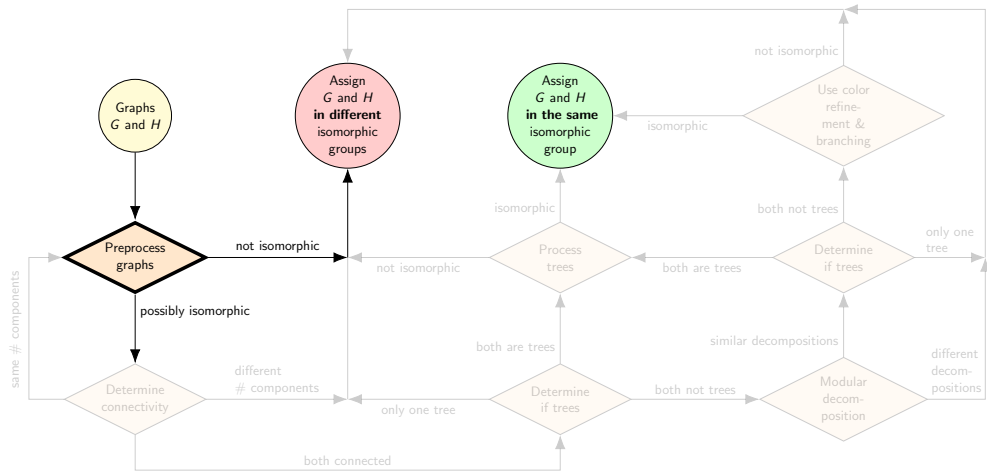 not isomorphic
Graphs
G and H
Assign
G and H
in different
isomorphic
groups
Assign
G and H
in the same
isomorphic
group
isomorphic
Use color
refine-
ment &
branching
isomorphic
both not trees
Preprocess
graphs
not isomorphic
not isomorphic
Process
trees
both are trees
Determine
if trees
only one
tree
same # components
possibly isomorphic
both are trees
similar decompositions
Determine
connectivity
different
# components
only one tree
Determine
if trees
both not trees
Modular
decom-
position
different
decom-
positions
both connected